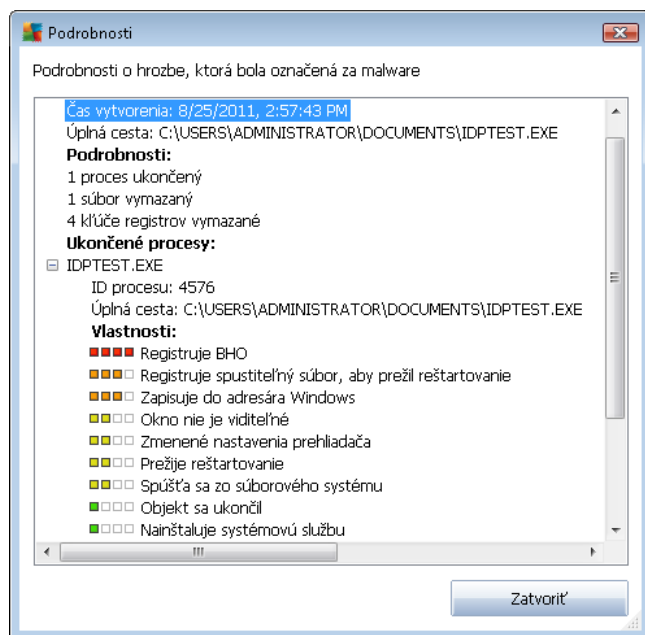 Podrobnosti
Podrobnosti o hrozbe, ktorá bola označená za malware
Čas vytvorenia: 8/25/2011, 2:57:43 PM
Úplná cesta: C:\USERS\ADMINISTRATOR\DOCUMENTS\IDPTEST.EXE
Podrobnosti:
1 proces ukončený
1 súbor vymazaný
4 kľúče registrov vymazané
Ukončené procesy:
IDPTEST.EXE
ID procesu: 4576
Úplná cesta: C:\USERS\ADMINISTRATOR\DOCUMENTS\IDPTEST.EXE
Vlastnosti:
Registruje BHO
Registruje spustiteľný súbor, aby prežil reštartovanie
Zapisuje do adresára Windows
Okno nie je viditeľné
Zmenené nastavenia prehliadača
Prežije reštartovanie
Spúšťa sa zo súborového systému
Objekt sa ukončil
Nainštaluje systémovú službu
Zatvoriť